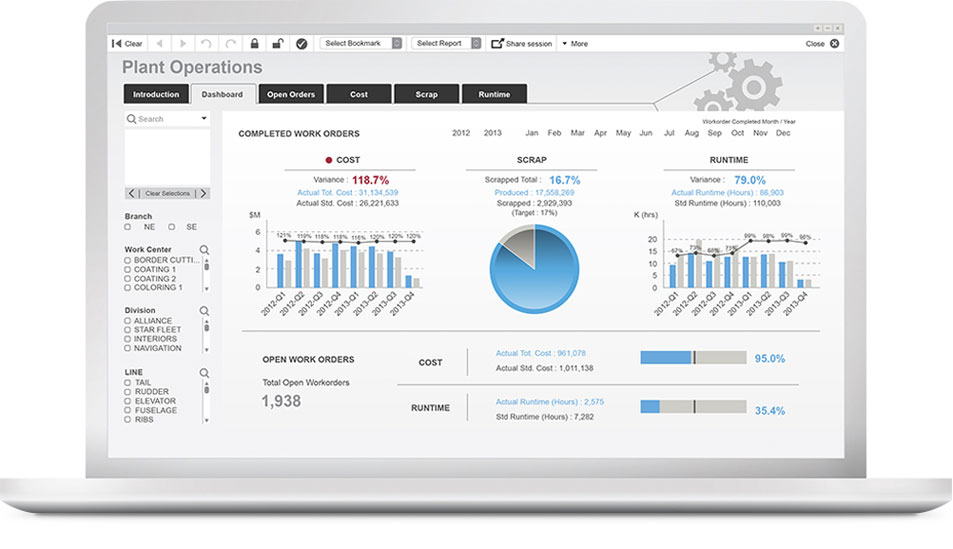 Clear
Select Bookmark
Select Report
Share session
More
Close
Plant Operations
Introduction
Dashboard
Open Orders
Cost
Scrap
Runtime
Search
Clear Selections
Branch
NE SE
Work Center
BORDER CUTTI...
COATING 1
COATING 2
COLORING 1
Division
ALLIANCE
STAR FLEET
INTERIORS
NAVIGATION
LINE
TAIL
RUDDER
ELEVATOR
FUSELAGE
RIBS
Workorder Completed Month / Year
COMPLETED WORK ORDERS
2012 2013 Jan Feb Mar Apr May Jun Jul Aug Sep Oct Nov Dec
COST
Variance : 118.7%
Actual Tot. Cost : 31,134,539
Actual Std. Cost : 26,221,633
$M
6
4
2
0
121% 119% 118% 118% 116% 120% 120% 120%
2012-Q1 2012-Q2 2012-Q3 2012-Q4 2013-Q1 2013-Q2 2013-Q3 2013-Q4
SCRAP
Scrapped Total : 16.7%
Produced : 17,558,269
Scrapped : 2,929,393
(Target : 17%)
RUNTIME
Variance : 79.0%
Actual Runtime (Hours) : 86,903
Std Runtime (Hours) : 110,003
K (hrs)
20
15
10
5
0
67% 73% 68% 99% 98% 99% 96%
2012-Q1 2012-Q2 2012-Q3 2012-Q4 2013-Q1 2013-Q2 2013-Q3 2013-Q4
OPEN WORK ORDERS
Total Open Workorders
1,938
COST
Actual Tot. Cost : 961,078
Actual Std. Cost : 1,011,138
95.0%
RUNTIME
Actual Runtime (Hours) : 2,575
Std Runtime (Hours) : 7,282
35.4%